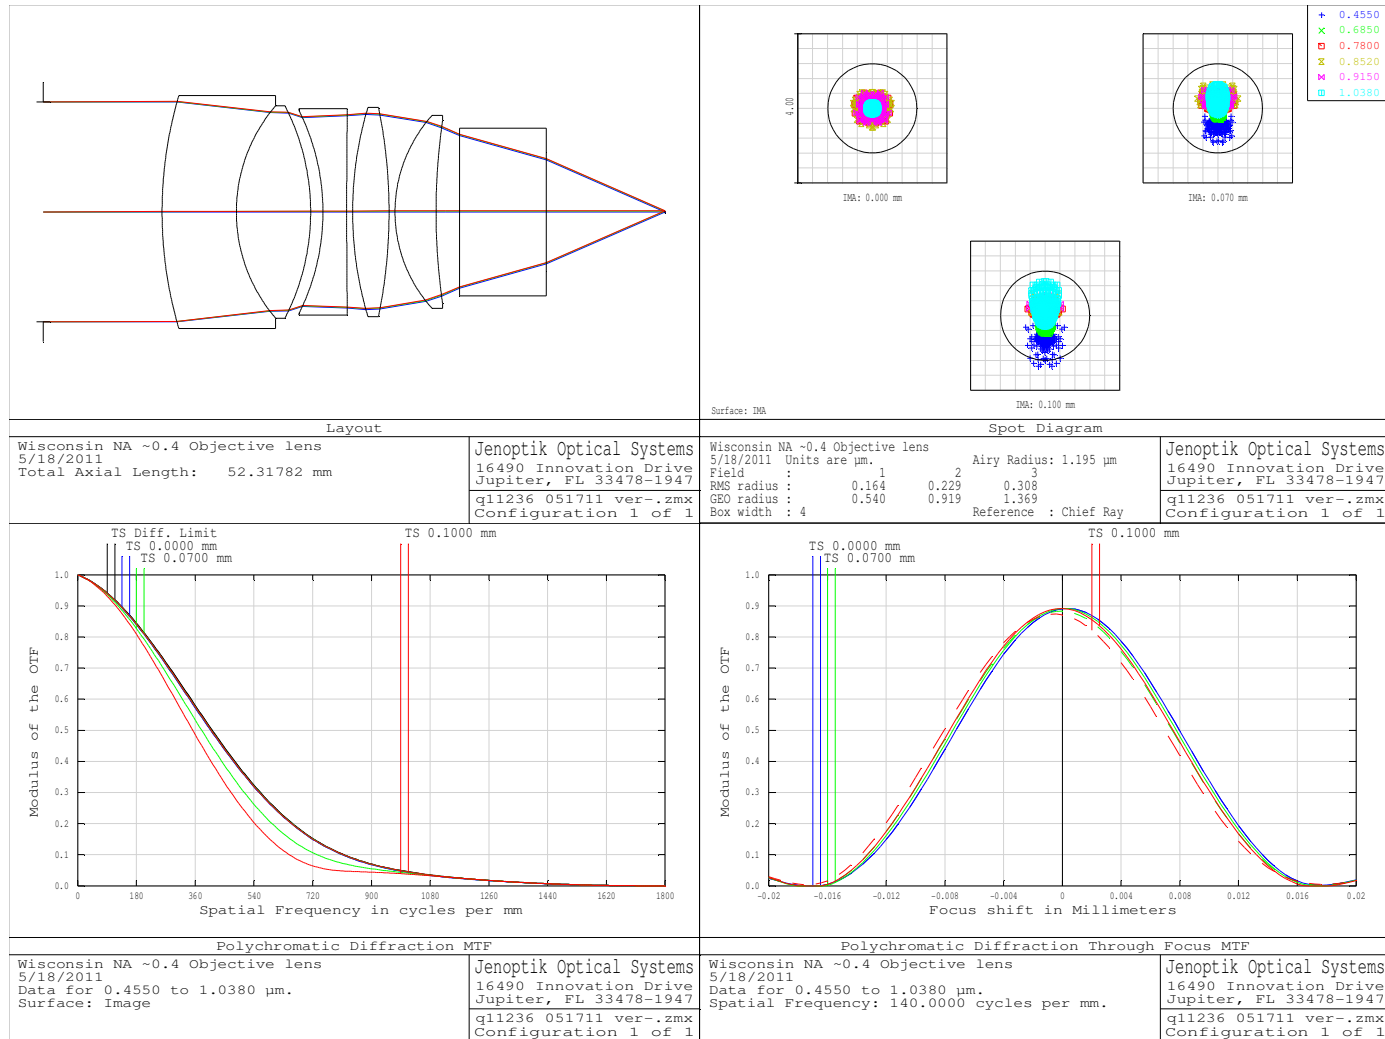 + 0.4550
× 0.6850
0.7800
0.8520
0.9150
1.0380
4.00
IMA: 0.000 mm
IMA: 0.070 mm
IMA: 0.100 mm
Surface: IMA
Layout
Wisconsin NA ~0.4 Objective lens
5/18/2011
Total Axial Length: 52.31782 mm
Jenoptik Optical Systems
16490 Innovation Drive
Jupiter, FL 33478-1947
q11236 051711 ver-.zmx
Configuration 1 of 1
Spot Diagram
Wisconsin NA ~0.4 Objective lens
5/18/2011 Units are µm. Airy Radius: 1.195 µm
Field : 1 2 3
RMS radius : 0.164 0.229 0.308
GEO radius : 0.540 0.919 1.369
Box width : 4 Reference : Chief Ray
Jenoptik Optical Systems
16490 Innovation Drive
Jupiter, FL 33478-1947
q11236 051711 ver-.zmx
Configuration 1 of 1
TS Diff. Limit
TS 0.0000 mm
TS 0.0700 mm
TS 0.1000 mm
1.0
0.9
0.8
0.7
0.6
0.5
0.4
0.3
0.2
0.1
0.0
Modulus of the OTF
0 180 360 540 720 900 1080 1260 1440 1620 1800
Spatial Frequency in cycles per mm
Polychromatic Diffraction MTF
Wisconsin NA ~0.4 Objective lens
5/18/2011
Data for 0.4550 to 1.0380 µm.
Surface: Image
Jenoptik Optical Systems
16490 Innovation Drive
Jupiter, FL 33478-1947
q11236 051711 ver-.zmx
Configuration 1 of 1
TS 0.0000 mm
TS 0.0700 mm
TS 0.1000 mm
1.0
0.9
0.8
0.7
0.6
0.5
0.4
0.3
0.2
0.1
0.0
Modulus of the OTF
-0.02 -0.016 -0.012 -0.008 -0.004 0.0 0.004 0.008 0.012 0.016 0.02
Focus shift in Millimeters
Polychromatic Diffraction Through Focus MTF
Wisconsin NA ~0.4 Objective lens
5/18/2011
Data for 0.4550 to 1.0380 µm.
Spatial Frequency: 140.0000 cycles per mm.
Jenoptik Optical Systems
16490 Innovation Drive
Jupiter, FL 33478-1947
q11236 051711 ver-.zmx
Configuration 1 of 1